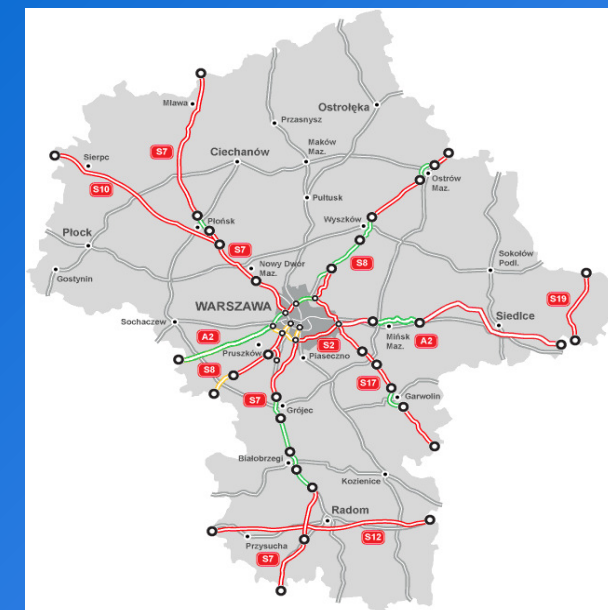 Mława
Ostrołęka
Przasnysz
S7
Ciechanów
Maków
Maz.
Sierpc
S10
Ostrów
Maz.
Pułtusk
Płońsk
Wyszków
Płock
S7
S8
Sokołów
Podl.
Gostynin
Nowy Dwór
Maz.
WARSZAWA
S19
Sochaczew
A2
Siedlce
Mińsk
Maz.
A2
S2
Pruszków
Piaseczno
S8
S17
S7
Garwolin
Grójec
Białobrzegi
Kozienice
Radom
S12
Przysucha
S7